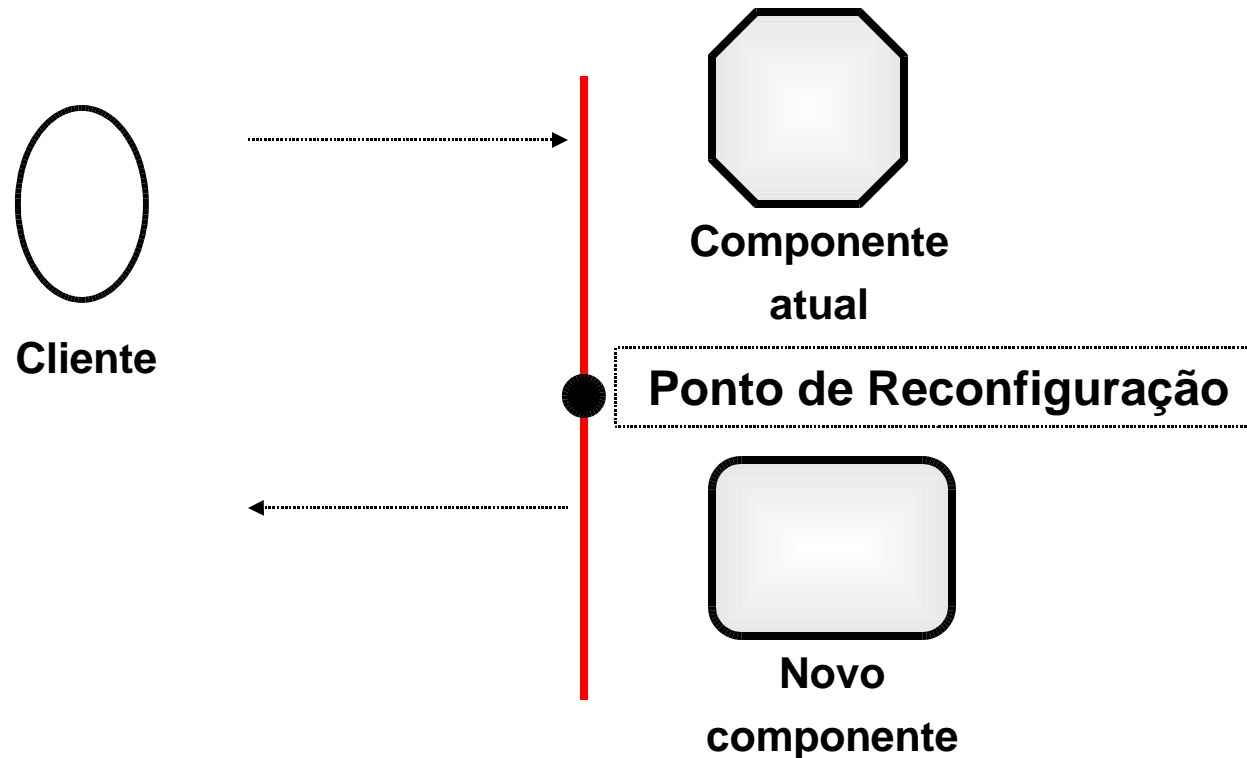 Cliente
Componente
atual
Ponto de Reconfiguração
Novo
componente